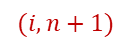 (i, n + 1)